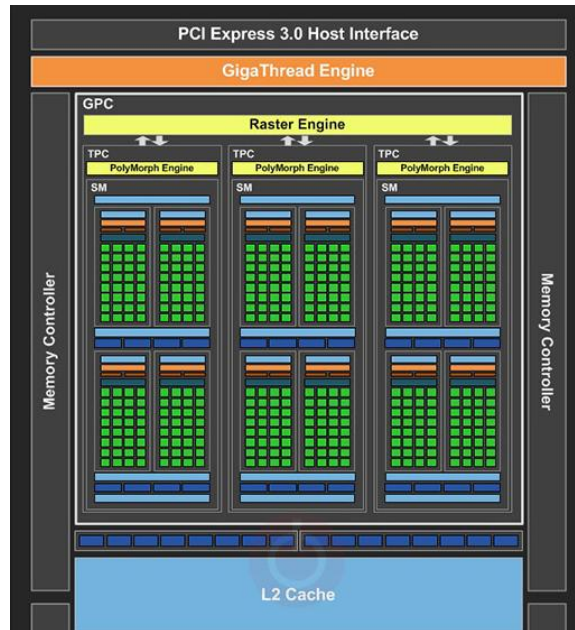 PCI Express 3.0 Host Interface
GigaThread Engine
GPC
Raster Engine
TPC
TPC
TPC
PolyMorph Engine
PolyMorph Engine
PolyMorph Engine
SM
SM
SM
Memory Controller
Memory Controller
L2 Cache